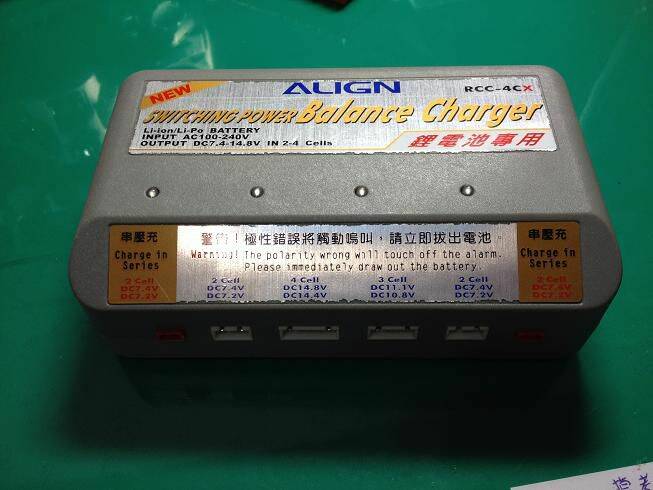 NEW
ALIGN
RCC-4CX
SWITCHING POWER Balance Charger
Li-ion/Li-Po BATTERY
INPUT AC100-240V
OUTPUT DC7.4-14.8V IN 2-4 Cells
鋰電池專用
串壓充
Charge in
Series
2 Cell
DC7.4V
DC7.2V
警告!極性錯誤將觸動鳴叫,請立即拔出電池。
Warning! The polarity wrong will touch off the alarm.
Please immediately draw out the battery.
2 Cell
DC7.4V
DC7.2V
4 Cell
DC14.8V
DC14.4V
3 Cell
DC11.1V
DC10.8V
2 Cell
DC7.4V
DC7.2V
串壓充
Charge in
Series
2 Cell
DC7.4V
DC7.2V